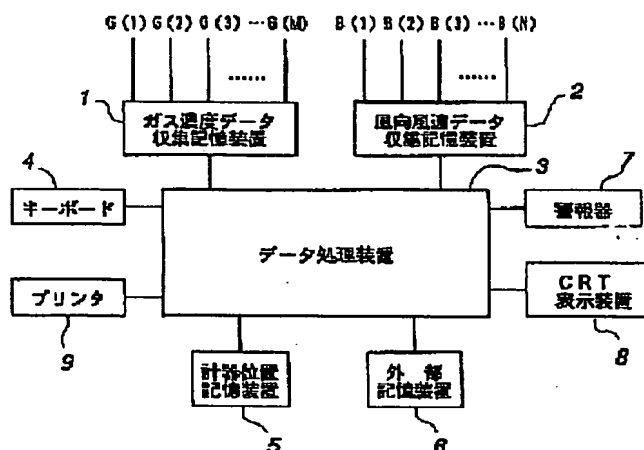 G(1) G(2) G(3) …G(M) B(1) B(2) B(3) …B(N)
1
ガス濃度データ
収集記憶装置
風向風速データ
収集記憶装置
2
3
4
キーボード
データ処理装置
7
警報器
プリンタ
9
CRT
表示装置
8
計器位置
記憶装置
5
外部
記憶装置
6